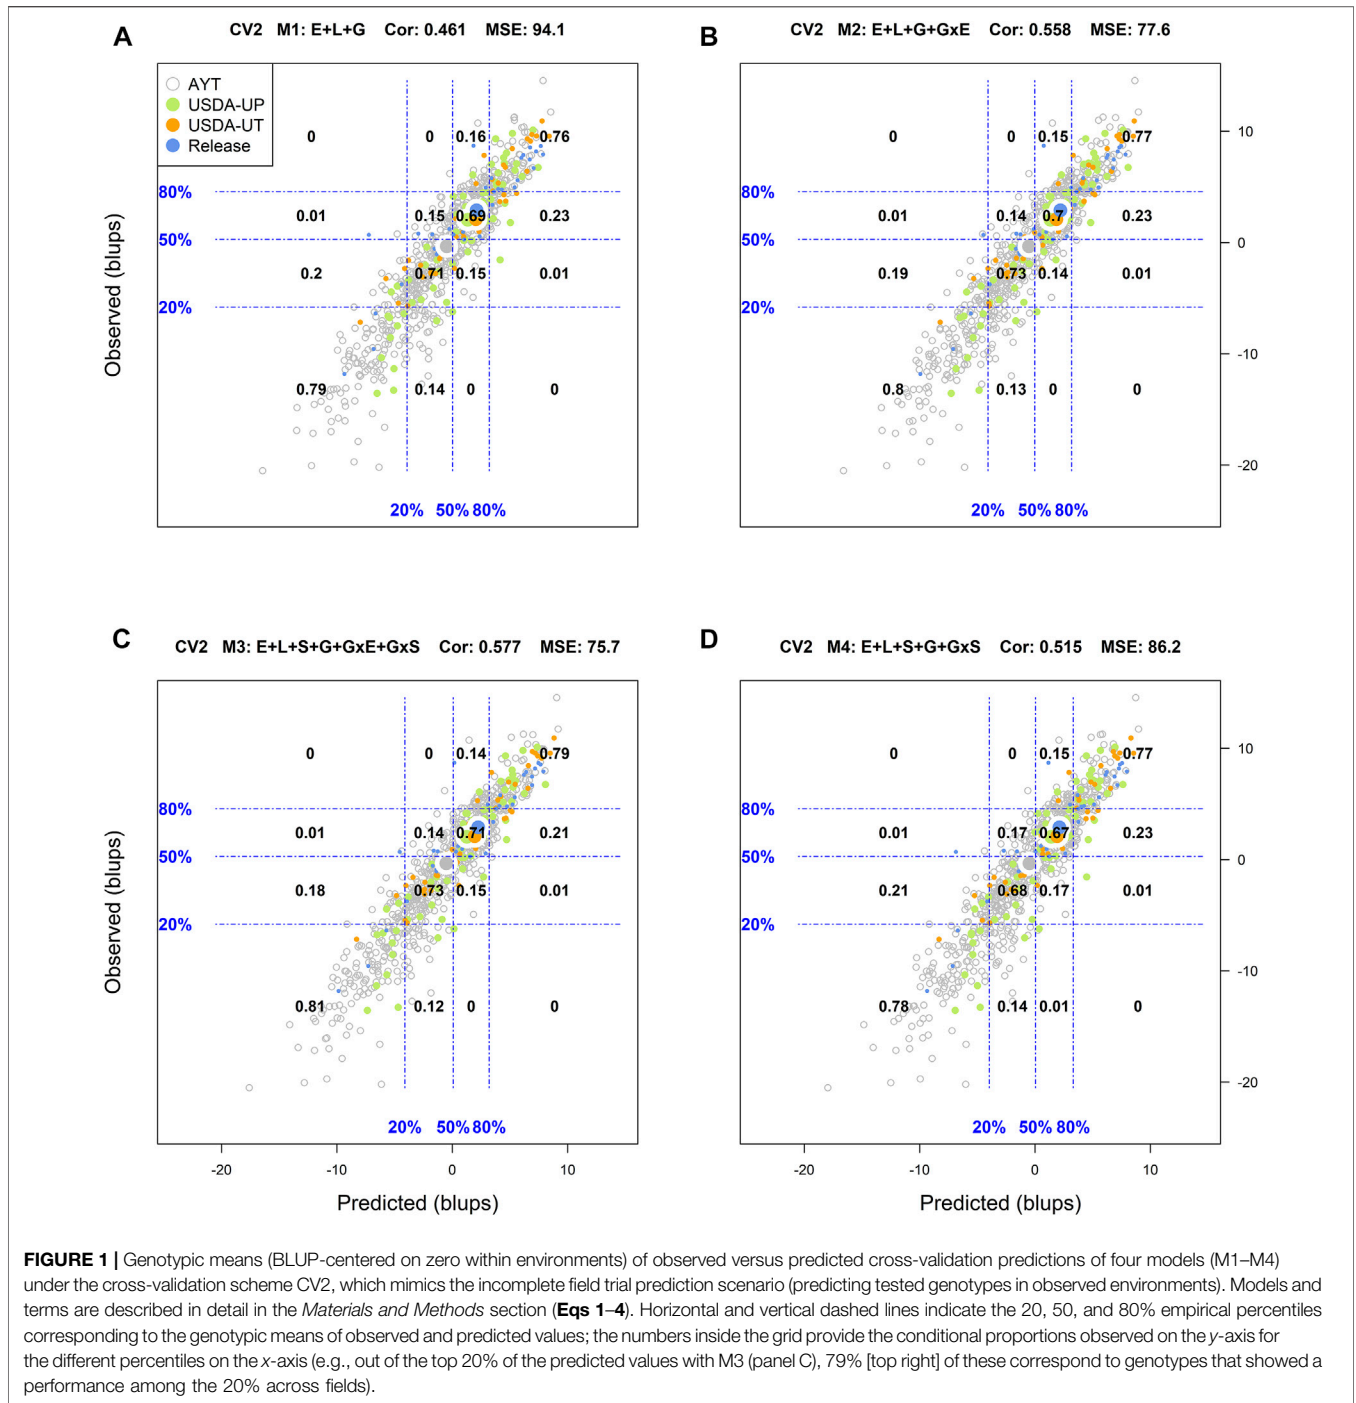 A
CV2 M1: E+L+G Cor: 0.461 MSE: 94.1
AYT
USDA-UP
USDA-UT
Release
0 0 0.16 0.76
80%
0.01 0.15 0.69 0.23
50%
0.2 0.71 0.15 0.01
20%
0.79 0.14 0 0
20% 50% 80%
Observed (blups)
B
CV2 M2: E+L+G+GxE Cor: 0.558 MSE: 77.6
0 0 0.15 0.77
80%
0.01 0.14 0.7 0.23
50%
0.19 0.73 0.14 0.01
20%
0.8 0.13 0 0
20% 50% 80%
10
0
-10
-20
C
CV2 M3: E+L+S+G+GxE+GxS Cor: 0.577 MSE: 75.7
0 0 0.14 0.79
80%
0.01 0.14 0.71 0.21
50%
0.18 0.73 0.15 0.01
20%
0.81 0.12 0 0
20% 50% 80%
Observed (blups)
-20 -10 0 10
Predicted (blups)
D
CV2 M4: E+L+S+G+GxS Cor: 0.515 MSE: 86.2
0 0 0.15 0.77
80%
0.01 0.17 0.67 0.23
50%
0.21 0.68 0.17 0.01
20%
0.78 0.14 0.01 0
20% 50% 80%
10
0
-10
-20
-20 -10 0 10
Predicted (blups)
FIGURE 1 | Genotypic means (BLUP-centered on zero within environments) of observed versus predicted cross-validation predictions of four models (M1–M4)
under the cross-validation scheme CV2, which mimics the incomplete field trial prediction scenario (predicting tested genotypes in observed environments). Models and
terms are described in detail in the Materials and Methods section (Eqs 1–4). Horizontal and vertical dashed lines indicate the 20, 50, and 80% empirical percentiles
corresponding to the genotypic means of observed and predicted values; the numbers inside the grid provide the conditional proportions observed on the y-axis for
the different percentiles on the x-axis (e.g., out of the top 20% of the predicted values with M3 (panel C), 79% [top right] of these correspond to genotypes that showed a
performance among the 20% across fields).